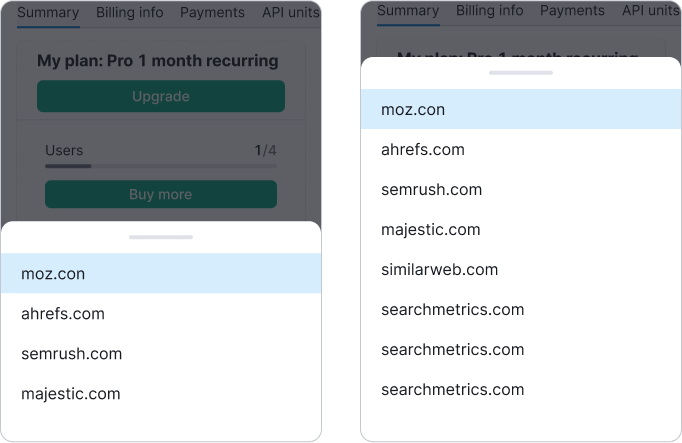 Summary Billing info Payments API units
My plan: Pro 1 month recurring
Upgrade
Users 1/4
Buy more
moz.con
ahrefs.com
semrush.com
majestic.com
Summary Billing info Payments API units
My plan: Pro 1 month recurring
moz.con
ahrefs.com
semrush.com
majestic.com
similarweb.com
searchmetrics.com
searchmetrics.com
searchmetrics.com